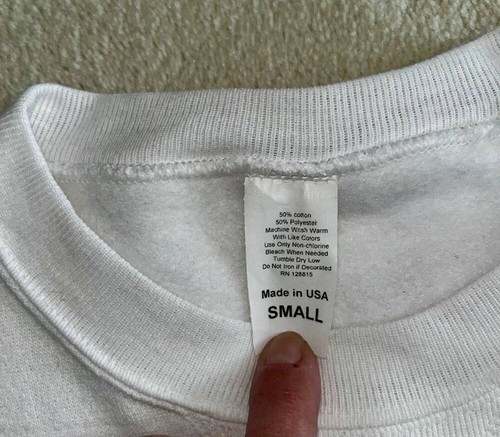 50% cotton
50% Polyester
Machine Wash Warm
With Like Colors
Use Only Non-chlorine
Bleach When Needed
Tumble Dry Low
Do Not Iron if Decorated
RN 128815
Made in USA
SMALL